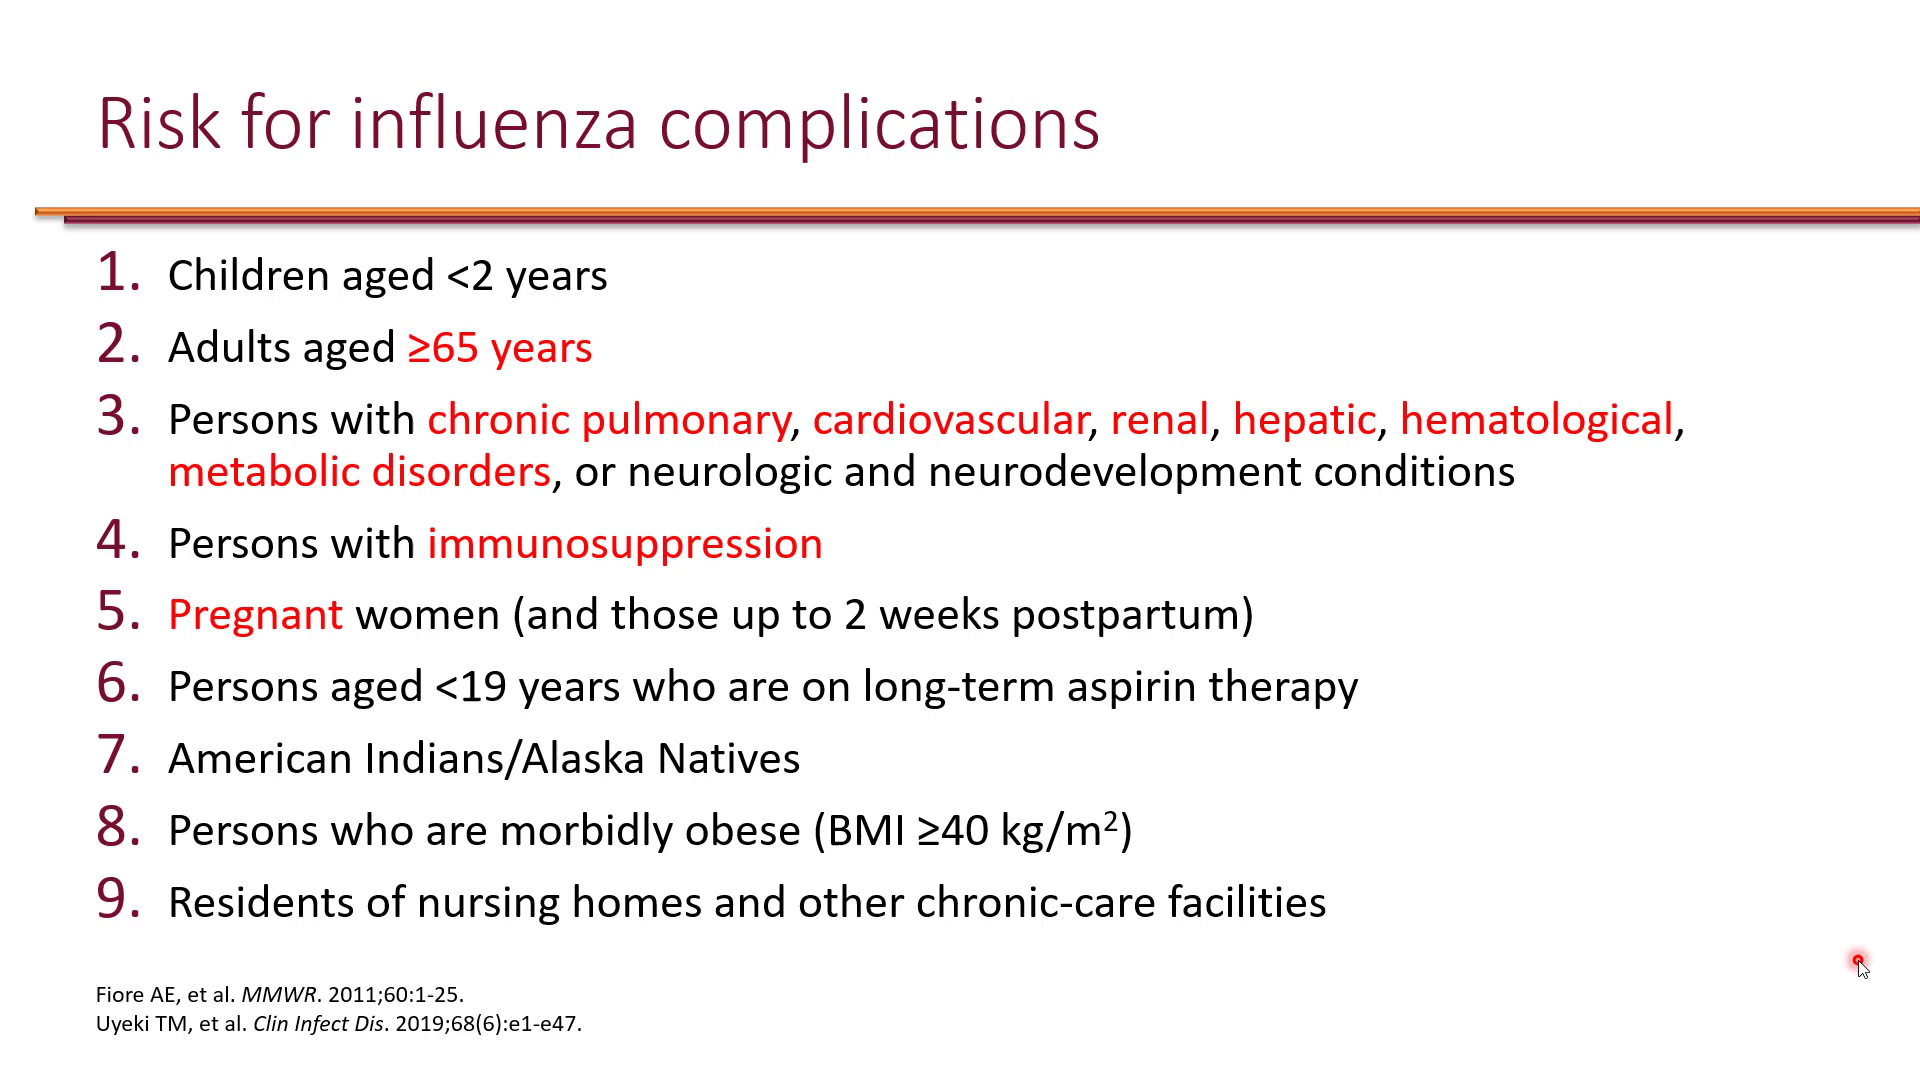 Risk for influenza complications
1. Children aged <2 years
2. Adults aged ≥65 years
3. Persons with chronic pulmonary, cardiovascular, renal, hepatic, hematological,
metabolic disorders, or neurologic and neurodevelopment conditions
4. Persons with immunosuppression
5. Pregnant women (and those up to 2 weeks postpartum)
6. Persons aged <19 years who are on long-term aspirin therapy
7. American Indians/Alaska Natives
8. Persons who are morbidly obese (BMI ≥40 kg/m²)
9. Residents of nursing homes and other chronic-care facilities
Fiore AE, et al. MMWR. 2011;60:1-25.
Uyeki TM, et al. Clin Infect Dis. 2019;68(6):e1-e47.